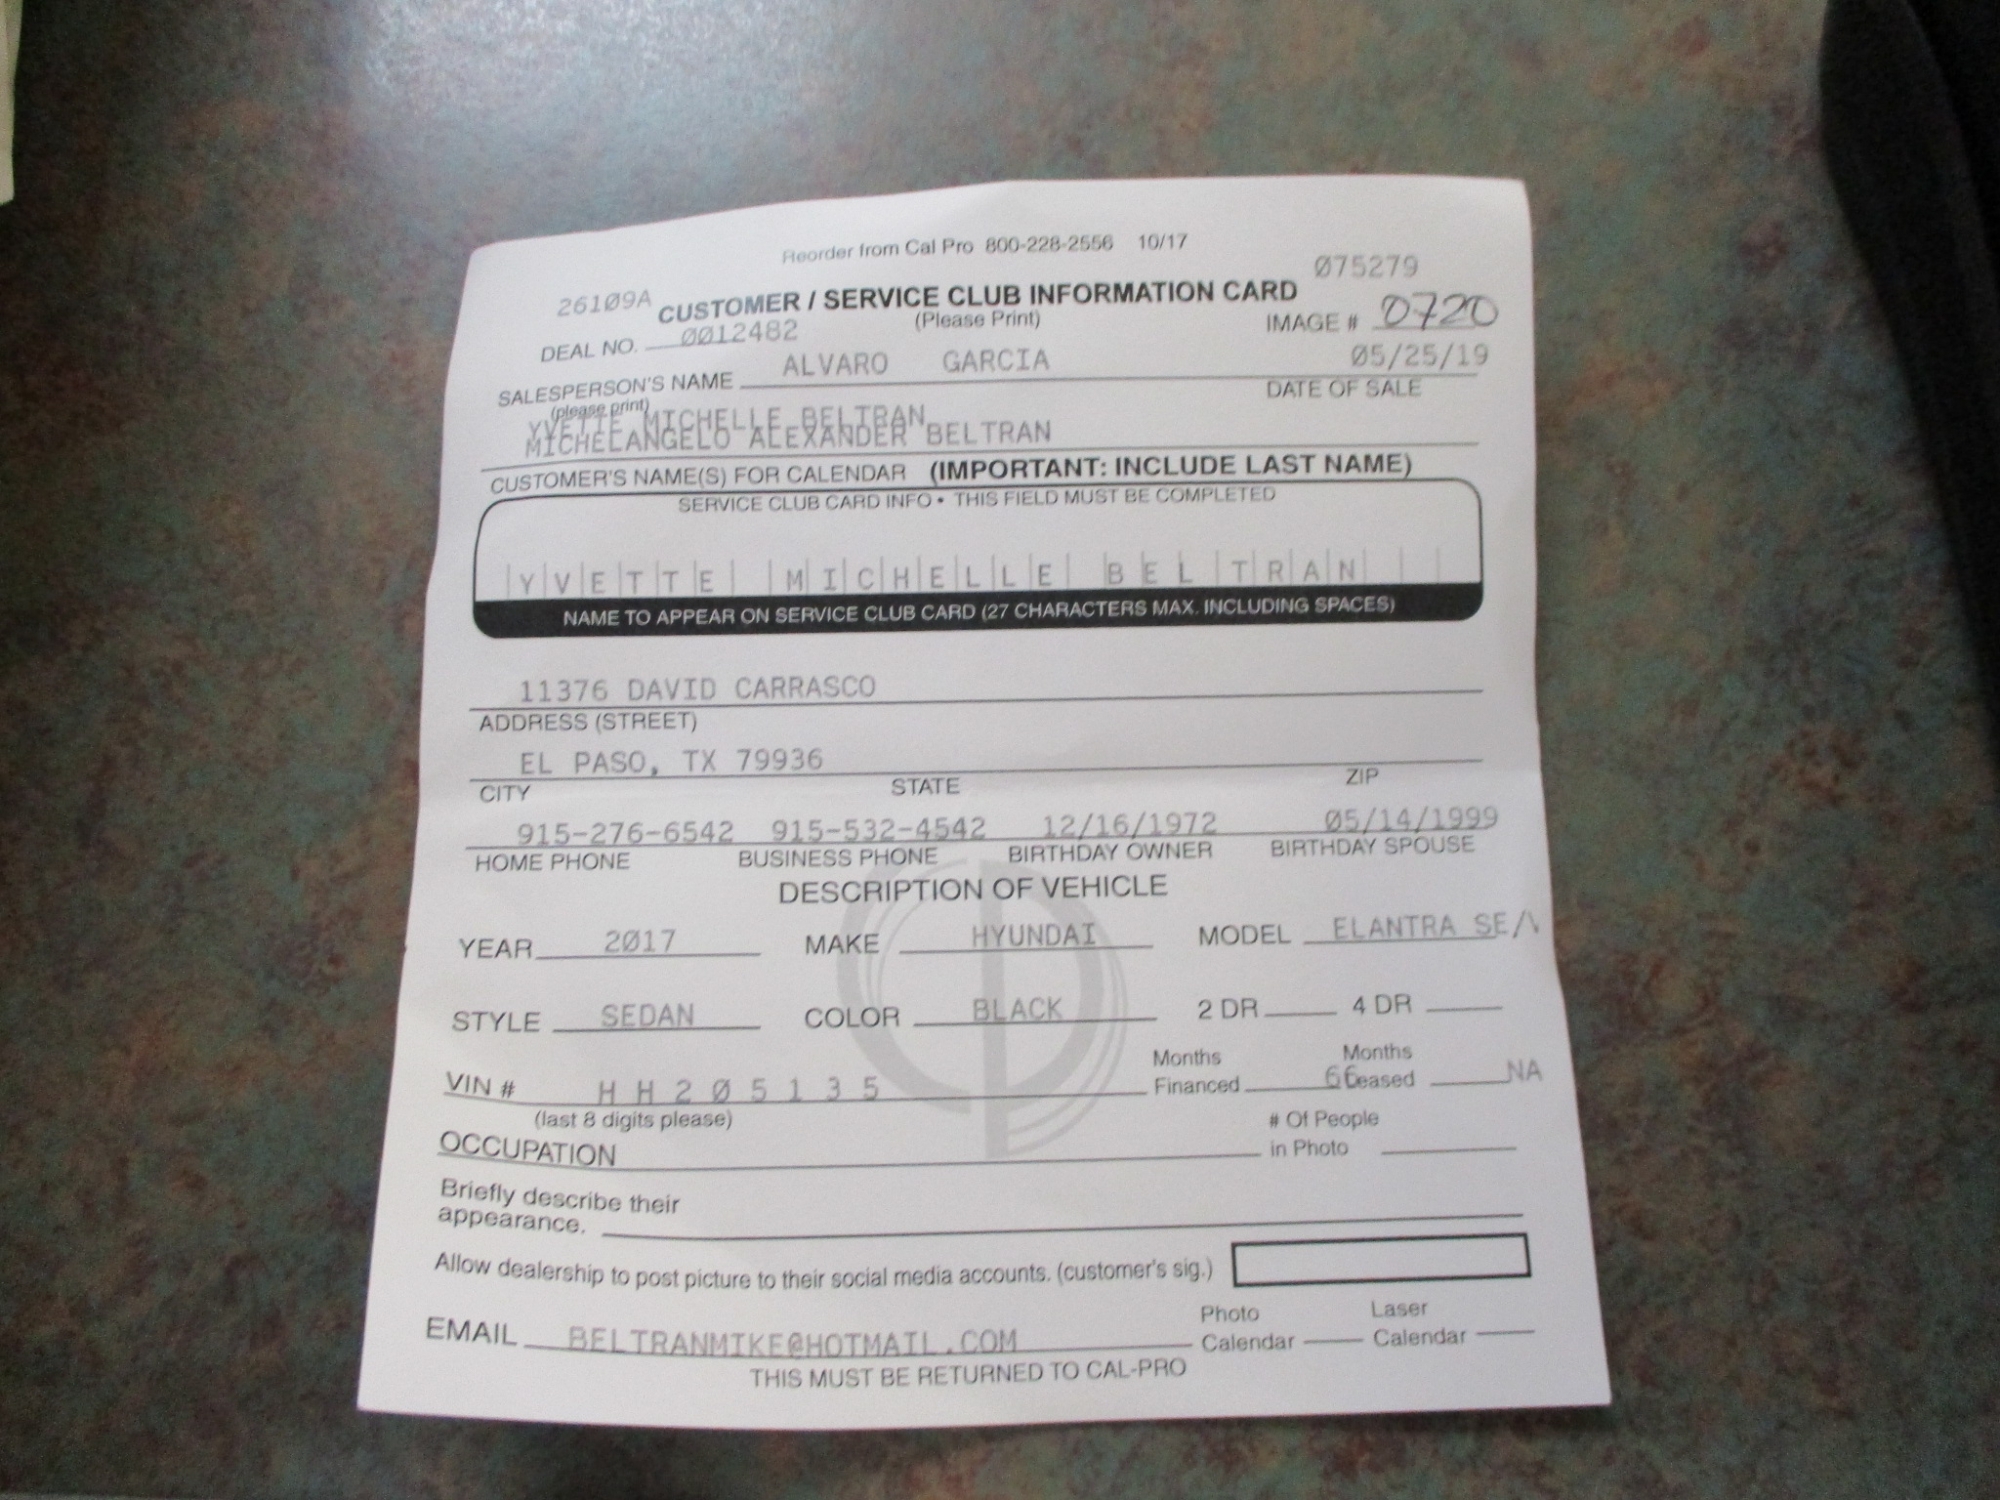 Reorder from Cal Pro 800-228-2556 10/17
075279
26109A CUSTOMER / SERVICE CLUB INFORMATION CARD
(Please Print)
DEAL NO. 0012482 IMAGE # 0720
SALESPERSON'S NAME ALVARO GARCIA 05/25/19
(please print) DATE OF SALE
YVETTE MICHELLE BELTRAN
MICHELANGELO ALEXANDER BELTRAN
CUSTOMER'S NAME(S) FOR CALENDAR (IMPORTANT: INCLUDE LAST NAME)
SERVICE CLUB CARD INFO • THIS FIELD MUST BE COMPLETED
YVETTE MICHELLE BELTRAN
NAME TO APPEAR ON SERVICE CLUB CARD (27 CHARACTERS MAX. INCLUDING SPACES)
11376 DAVID CARRASCO
ADDRESS (STREET)
EL PASO, TX 79936
CITY STATE ZIP
915-276-6542 915-532-4542 12/16/1972 05/14/1999
HOME PHONE BUSINESS PHONE BIRTHDAY OWNER BIRTHDAY SPOUSE
DESCRIPTION OF VEHICLE
YEAR 2017 MAKE HYUNDAI MODEL ELANTRA SE/
STYLE SEDAN COLOR BLACK 2 DR 4 DR
Months Months
VIN # HH205135 Financed 66 Leased NA
(last 8 digits please) # Of People
OCCUPATION in Photo
Briefly describe their
appearance.
Allow dealership to post picture to their social media accounts. (customer's sig.)
Photo Laser
EMAIL BELTRANMIKE@HOTMAIL.COM Calendar Calendar
THIS MUST BE RETURNED TO CAL-PRO